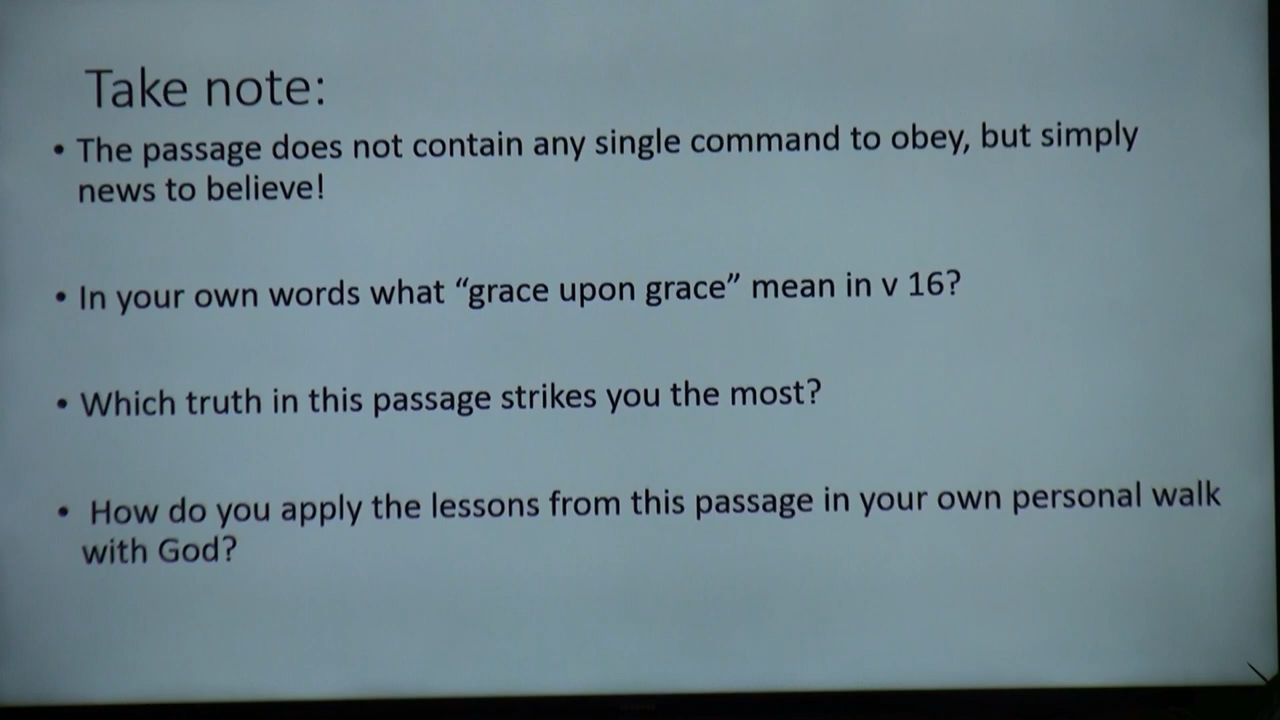 Take note:
• The passage does not contain any single command to obey, but simply
news to believe!
• In your own words what “grace upon grace” mean in v 16?
• Which truth in this passage strikes you the most?
• How do you apply the lessons from this passage in your own personal walk
with God?